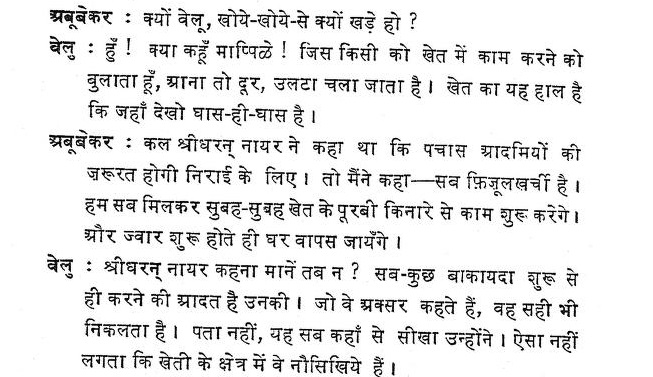 अबूबेकर : क्यों वेलू, खोये-खोये-से क्यों खड़े हो ?
वेलु : हुँ ! क्या कहूँ माप्पिळे ! जिस किसी को खेत में काम करने को
बुलाता हूँ, आना तो दूर, उलटा चला जाता है । खेत का यह हाल है
कि जहाँ देखो घास-ही-घास है ।
अबूबेकर : कल श्रीधरन् नायर ने कहा था कि पचास आदमियों की
ज़रूरत होगी निराई के लिए । तो मैंने कहा—सब फ़िज़ूलखर्ची है ।
हम सब मिलकर सुबह-सुबह खेत के पूरबी किनारे से काम शुरू करेंगे ।
और ज्वार शुरू होते ही घर वापस जायेंगे ।
वेलु : श्रीधरन् नायर कहना मानें तब न ? सब-कुछ बाकायदा शुरू से
ही करने की आदत है उनकी । जो वे अक्सर कहते हैं, वह सही भी
निकलता है । पता नहीं, यह सब कहाँ से सीखा उन्होंने । ऐसा नहीं
लगता कि खेती के क्षेत्र में वे नौसिखिये हैं ।